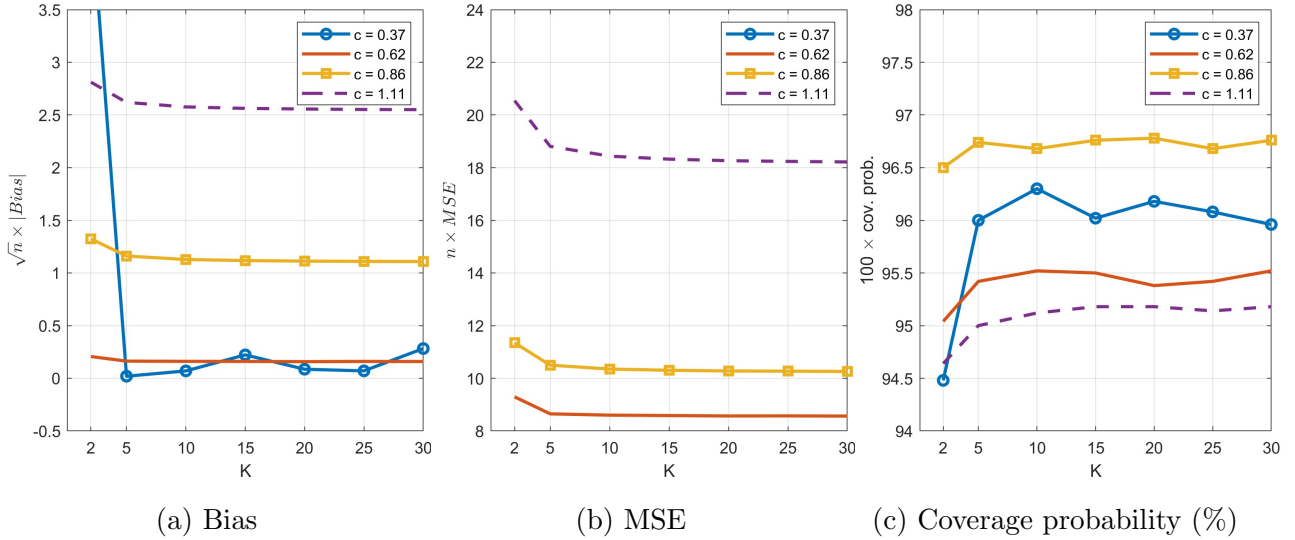 3.5
3
2.5
2
1.5
1
0.5
0
-0.5
√n × |Bias|
2 5 10 15 20 25 30
K
c = 0.37
c = 0.62
c = 0.86
c = 1.11
(a) Bias
24
22
20
18
16
14
12
10
8
n × MSE
2 5 10 15 20 25 30
K
c = 0.37
c = 0.62
c = 0.86
c = 1.11
(b) MSE
98
97.5
97
96.5
96
95.5
95
94.5
94
100 × cov. prob.
2 5 10 15 20 25 30
K
c = 0.37
c = 0.62
c = 0.86
c = 1.11
(c) Coverage probability (%)